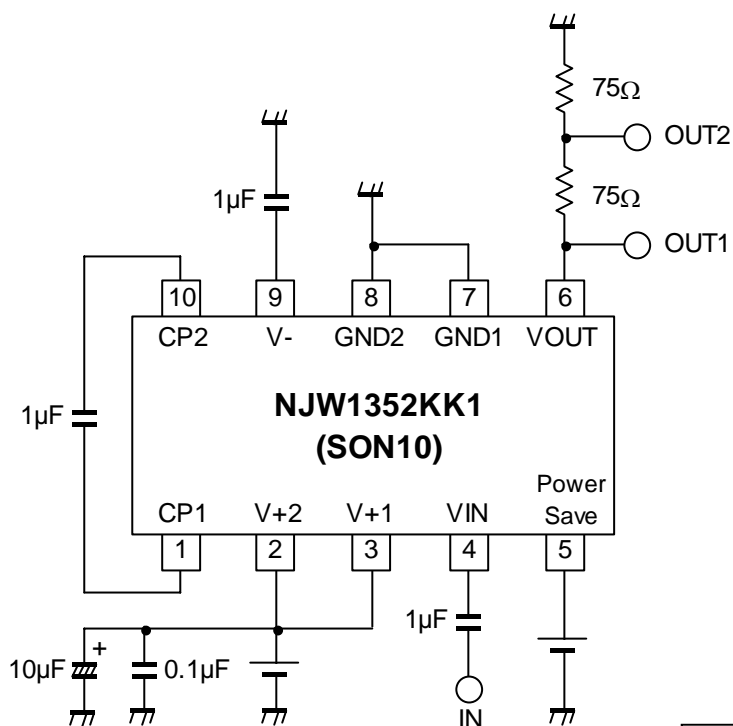 75Ω
OUT2
1µF
75Ω
OUT1
10 9 8 7 6
CP2 V- GND2 GND1 VOUT
NJW1352KK1
1µF
(SON10)
Power
CP1 V+2 V+1 VIN Save
1 2 3 4 5
1µF
+
10µF 0.1µF
IN